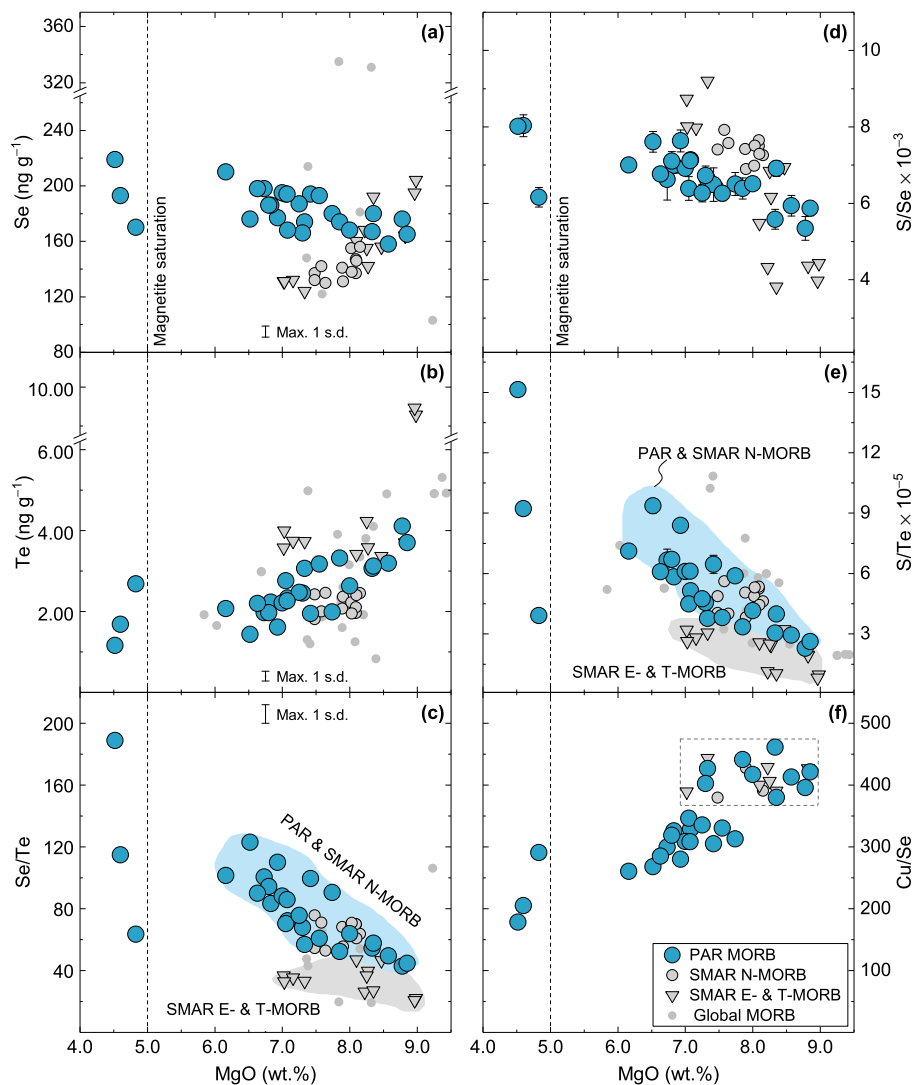 (a)
360
320
220
200
180
160
140
120
100
80
Se (ng g⁻¹)
Magnetite saturation
Max. 1 s.d.
(d)
10
8
6
4
S/Se × 10⁻³
Magnetite saturation
(b)
10.00
6.00
4.00
2.00
Te (ng g⁻¹)
Max. 1 s.d.
(e)
15
12
9
6
3
S/Te × 10⁻⁵
PAR & SMAR N-MORB
SMAR E- & T-MORB
(c)
Max. 1 s.d.
200
160
120
80
40
Se/Te
PAR & SMAR N-MORB
SMAR E- & T-MORB
4.0 5.0 6.0 7.0 8.0 9.0
MgO (wt.%)
(f)
500
400
300
200
100
Cu/Se
PAR MORB
SMAR N-MORB
SMAR E- & T-MORB
Global MORB
4.0 5.0 6.0 7.0 8.0 9.0
MgO (wt.%)